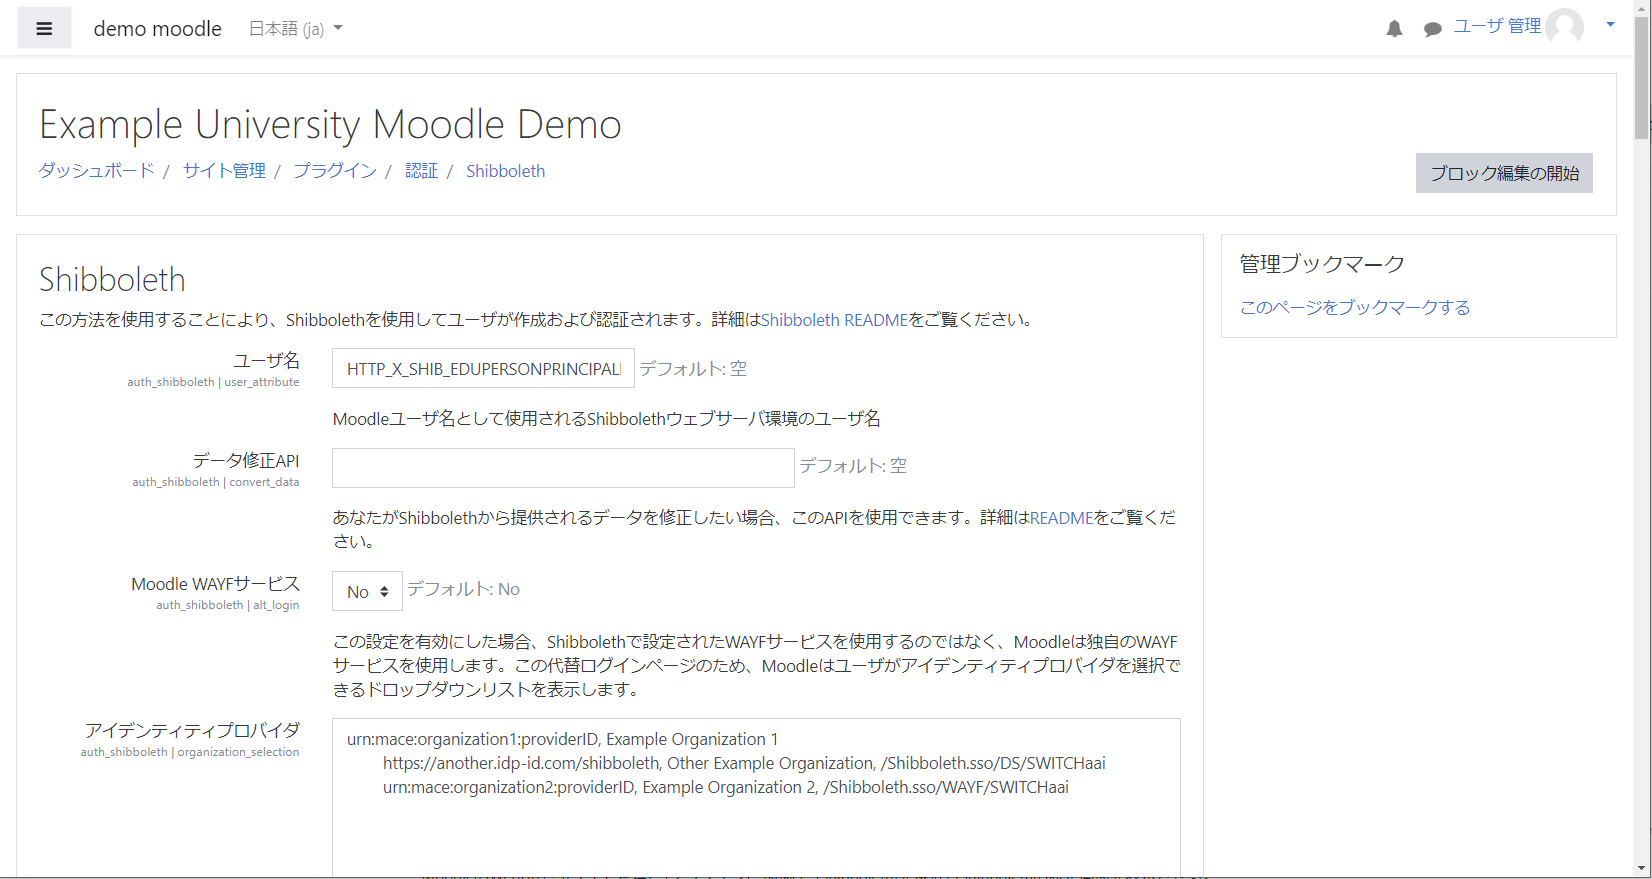 demo moodle 日本語 (ja)
ユーザ 管理
Example University Moodle Demo
ダッシュボード / サイト管理 / プラグイン / 認証 / Shibboleth
ブロック編集の開始
Shibboleth
この方法を使用することにより、Shibbolethを使用してユーザが作成および認証されます。詳細はShibboleth READMEをご覧ください。
ユーザ名
auth_shibboleth | user_attribute
HTTP_X_SHIB_EDUPERSONPRINCIPAL デフォルト: 空
Moodleユーザ名として使用されるShibbolethウェブサーバ環境のユーザ名
データ修正API
auth_shibboleth | convert_data
デフォルト: 空
あなたがShibbolethから提供されるデータを修正したい場合、このAPIを使用できます。詳細はREADMEをご覧くだ
さい。
Moodle WAYFサービス
auth_shibboleth | alt_login
No デフォルト: No
この設定を有効にした場合、Shibbolethで設定されたWAYFサービスを使用するのではなく、Moodleは独自のWAYF
サービスを使用します。この代替ログインページのため、Moodleはユーザがアイデンティティプロバイダを選択で
きるドロップダウンリストを表示します。
アイデンティティプロバイダ
auth_shibboleth | organization_selection
urn:mace:organization1:providerID, Example Organization 1
https://another.idp-id.com/shibboleth, Other Example Organization, /Shibboleth.sso/DS/SWITCHaai
urn:mace:organization2:providerID, Example Organization 2, /Shibboleth.sso/WAYF/SWITCHaai
管理ブックマーク
このページをブックマークする